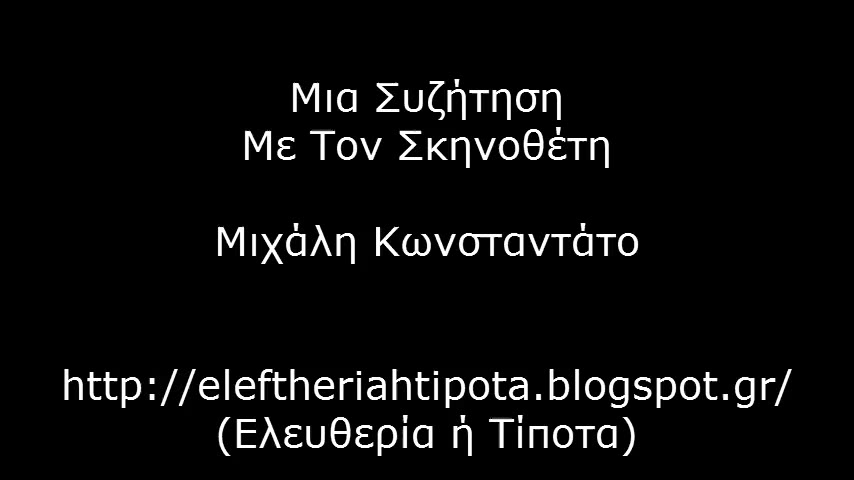 Μια Συζήτηση
Με Τον Σκηνοθέτη
Μιχάλη Κωνσταντάτο
http://eleftheriahtipota.blogspot.gr/
(Ελευθερία ή Τίποτα)